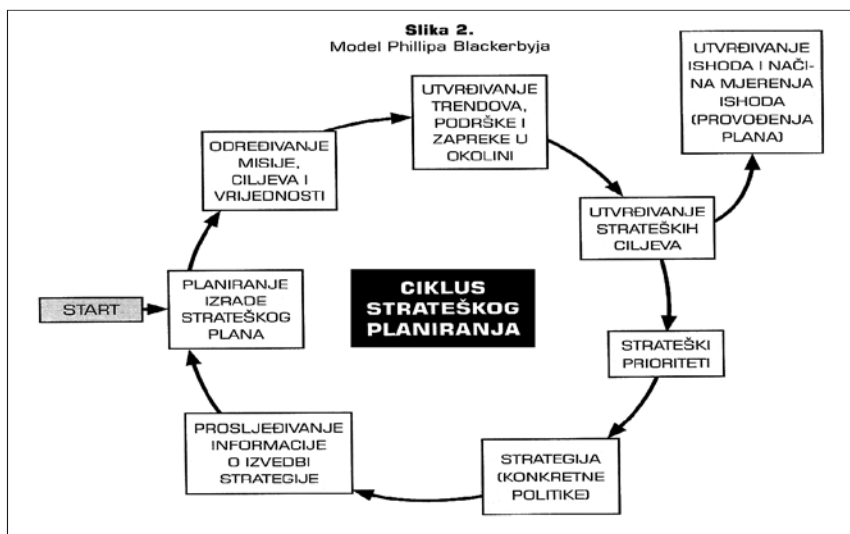 Slika 2.
Model Phillipa Blackerbyja
UTVRĐIVANJE
ISHODA I NAČI-
NA MJERENJA
ISHODA
(PROVOĐENJA
PLANA)
UTVRĐIVANJE
TRENDOVA,
PODRŠKE I
ZAPREKE U
OKOLINI
ODREĐIVANJE
MISIJE,
CILJEVA I
VRIJEDNOSTI
UTVRĐIVANJE
STRATEŠKIH
CILJEVA
START
PLANIRANJE
IZRADE
STRATEŠKOG
PLANA
CIKLUS
STRATEŠKOG
PLANIRANJA
STRATEŠKI
PRIORITETI
PROSLJEĐIVANJE
INFORMACIJE
O IZVEDBI
STRATEGIJE
STRATEGIJA
(KONKRETNE
POLITIKE)